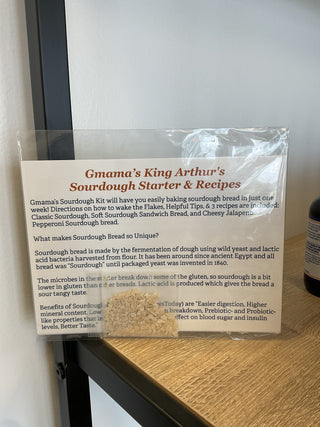 Gmama's King Arthur's
Sourdough Starter & Recipes
Gmama's Sourdough Kit will have you easily baking sourdough bread in just one
week! Directions on how to wake the Flakes, Helpful Tips, & 3 recipes are included:
Classic Sourdough, Soft Sourdough Sandwich Bread, and Cheesy Jalapeno
Pepperoni Sourdough bread.
What makes Sourdough Bread so Unique?
Sourdough bread is made by the fermentation of dough using wild yeast and lactic
acid bacteria harvested from flour. It has been around since ancient Egypt and all
bread was "Sourdough" until packaged yeast was invented in 1840.
The microbes in the starter break down some of the gluten, so sourdough is a bit
lower in gluten than other breads. Lactic acid is produced which gives the bread a
sour tangy taste.
Benefits of Sourdough Today) are "Easier digestion, Higher
mineral content, Low breakdown, Prebiotic- and Probiotic-
like properties that effect on blood sugar and insulin
levels, Better Taste."